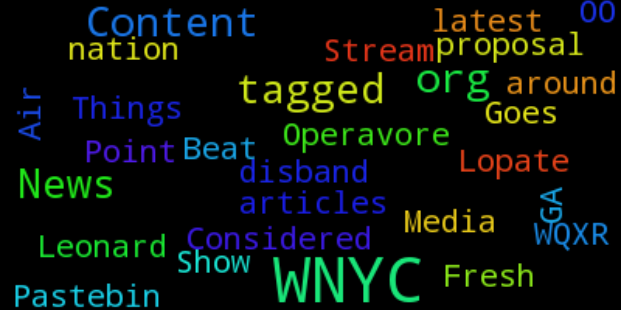 Content
latest
OO
nation
Stream
proposal
tagged
org
around
Air
Things
Goes
Operavore
Point
Beat
Lopate
disband
News
articles
GA
Media
WQXR
Leonard
Considered
Show
WNYC
Fresh
Pastebin